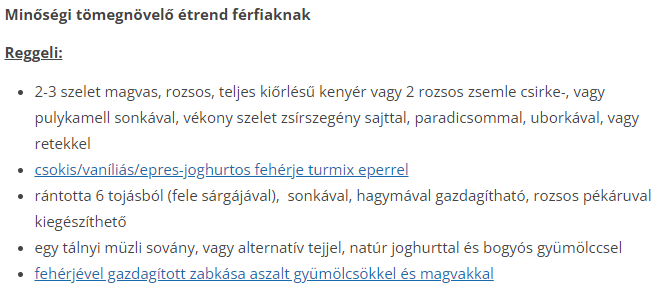 Minőségi tömegnövelő étrend férfiaknak
Reggeli:
2-3 szelet magvas, rozsos, teljes kiőrlésű kenyér vagy 2 rozsos zsemle csirke-, vagy
pulykamell sonkával, vékony szelet zsírszegény sajttal, paradicsommal, uborkával, vagy
retekkel
csokis/vaníliás/epres-joghurtos fehérje turmix eperrel
rántotta 6 tojásból (fele sárgájával), sonkával, hagymával gazdagítható, rozsos pékáruval
kiegészíthető
egy tálnyi müzli sovány, vagy alternatív tejjel, natúr joghurttal és bogyós gyümölccsel
fehérjével gazdagított zabkása aszalt gyümölcsökkel és magvakkal